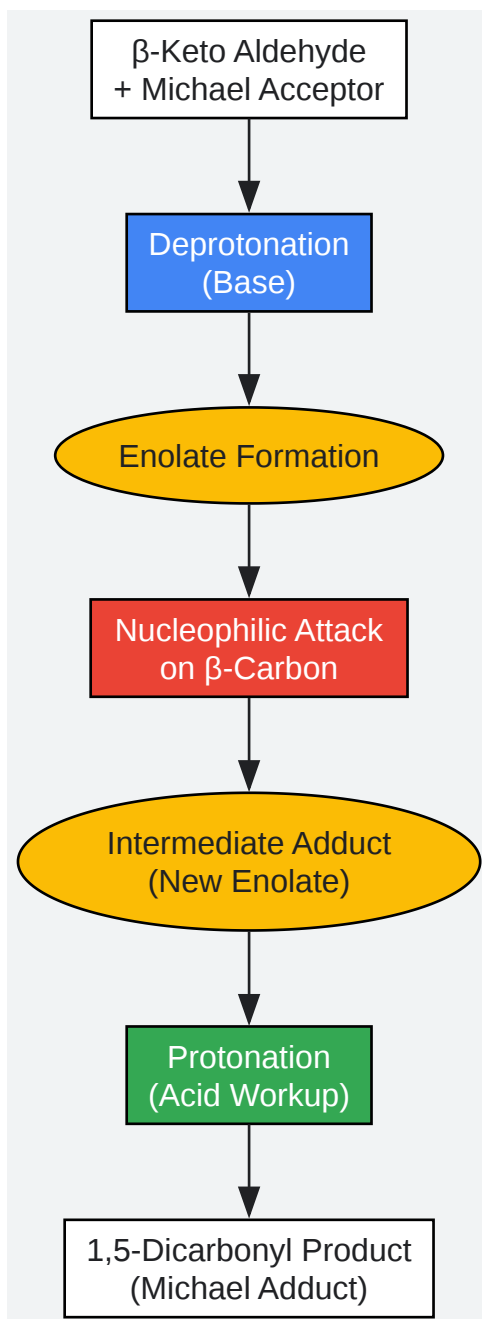 β-Keto Aldehyde
+ Michael Acceptor
Deprotonation
(Base)
Enolate Formation
Nucleophilic Attack
on β-Carbon
Intermediate Adduct
(New Enolate)
Protonation
(Acid Workup)
1,5-Dicarbonyl Product
(Michael Adduct)